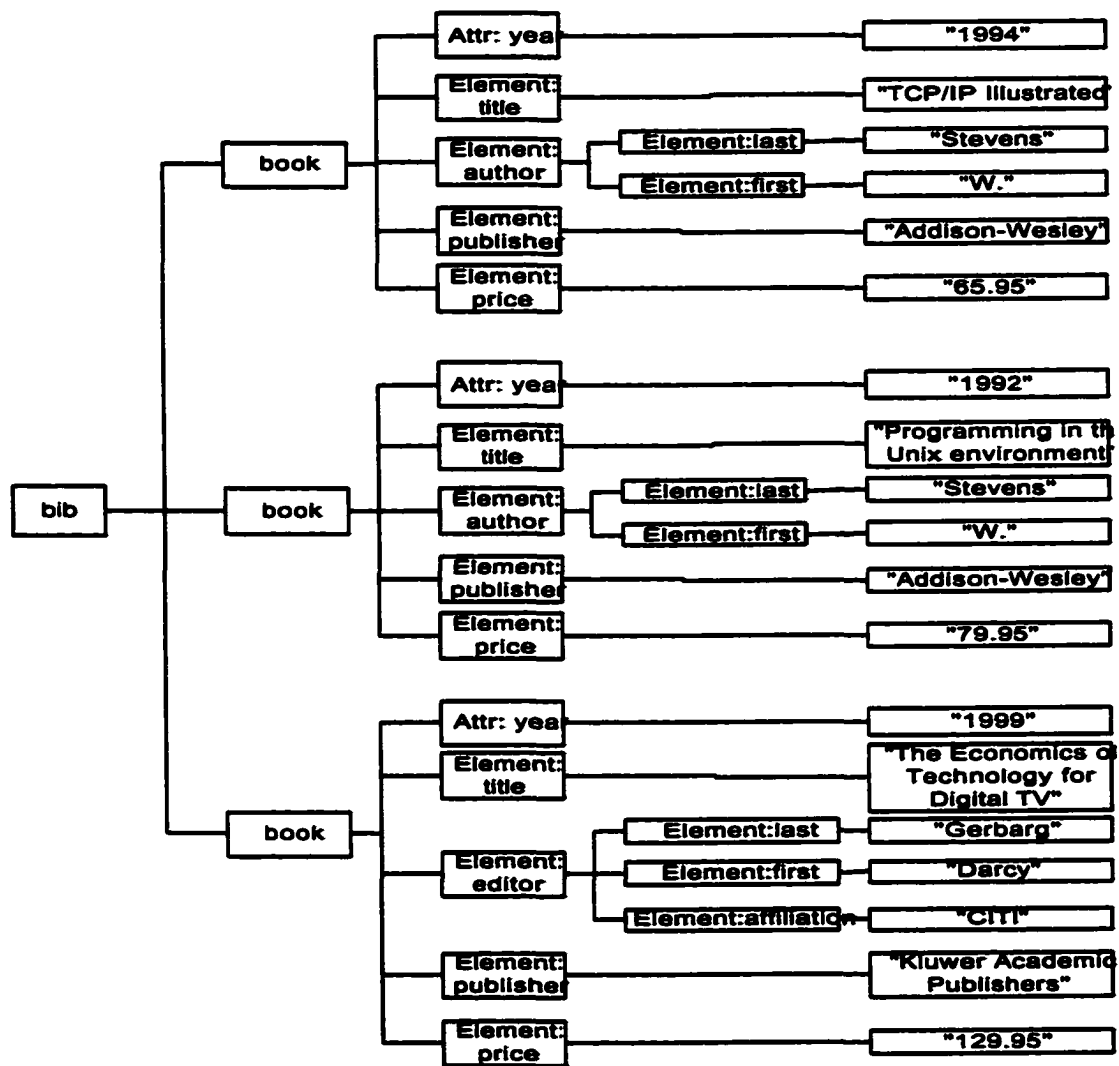 Attr: yea
"1994"
Element:
title
"TCP/IP Illustrated"
book
Element:
author
Element:last
"Stevens"
Element:first
"W."
Element:
publisher
"Addison-Wesley"
Element:
price
"65.95"
Attr: yea
"1992"
Element:
title
"Programming in th
Unix environment"
bib
book
Element:
author
Element:last
"Stevens"
Element:first
"W."
Element:
publisher
"Addison-Wesley"
Element:
price
"79.95"
Attr: yea
"1999"
Element:
title
"The Economics o
Technology for
Digital TV"
book
Element:
editor
Element:last
"Gerbarg"
Element:first
"Darcy"
Element:affiliation
"CITI"
Element:
publisher
"Kluwer Academic
Publishers"
Element:
price
"129.95"